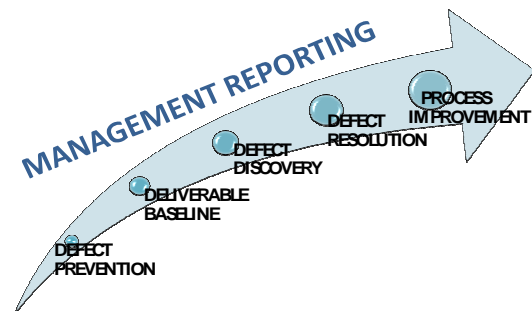 MANAGEMENT REPORTING
PROCESS
IMPROVEMENT
DEFECT
RESOLUTION
DEFECT
DISCOVERY
DELIVERABLE
BASELINE
DEFECT
PREVENTION